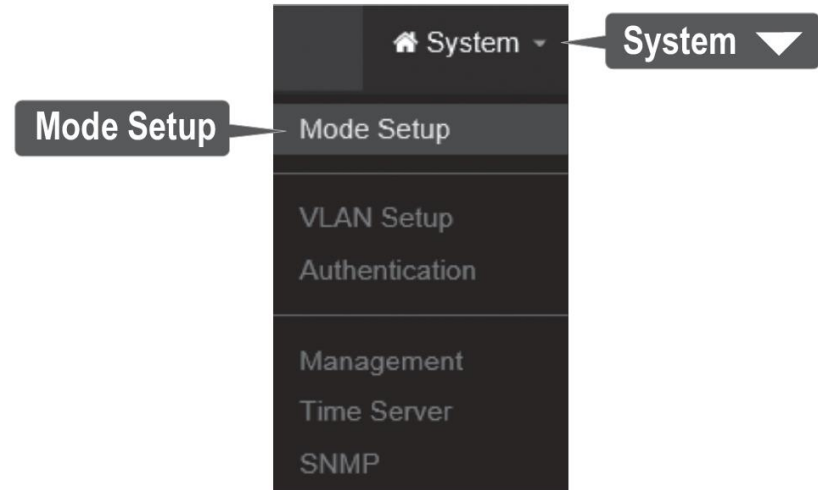 System
System
Mode Setup
Mode Setup
VLAN Setup
Authentication
Management
Time Server
SNMP